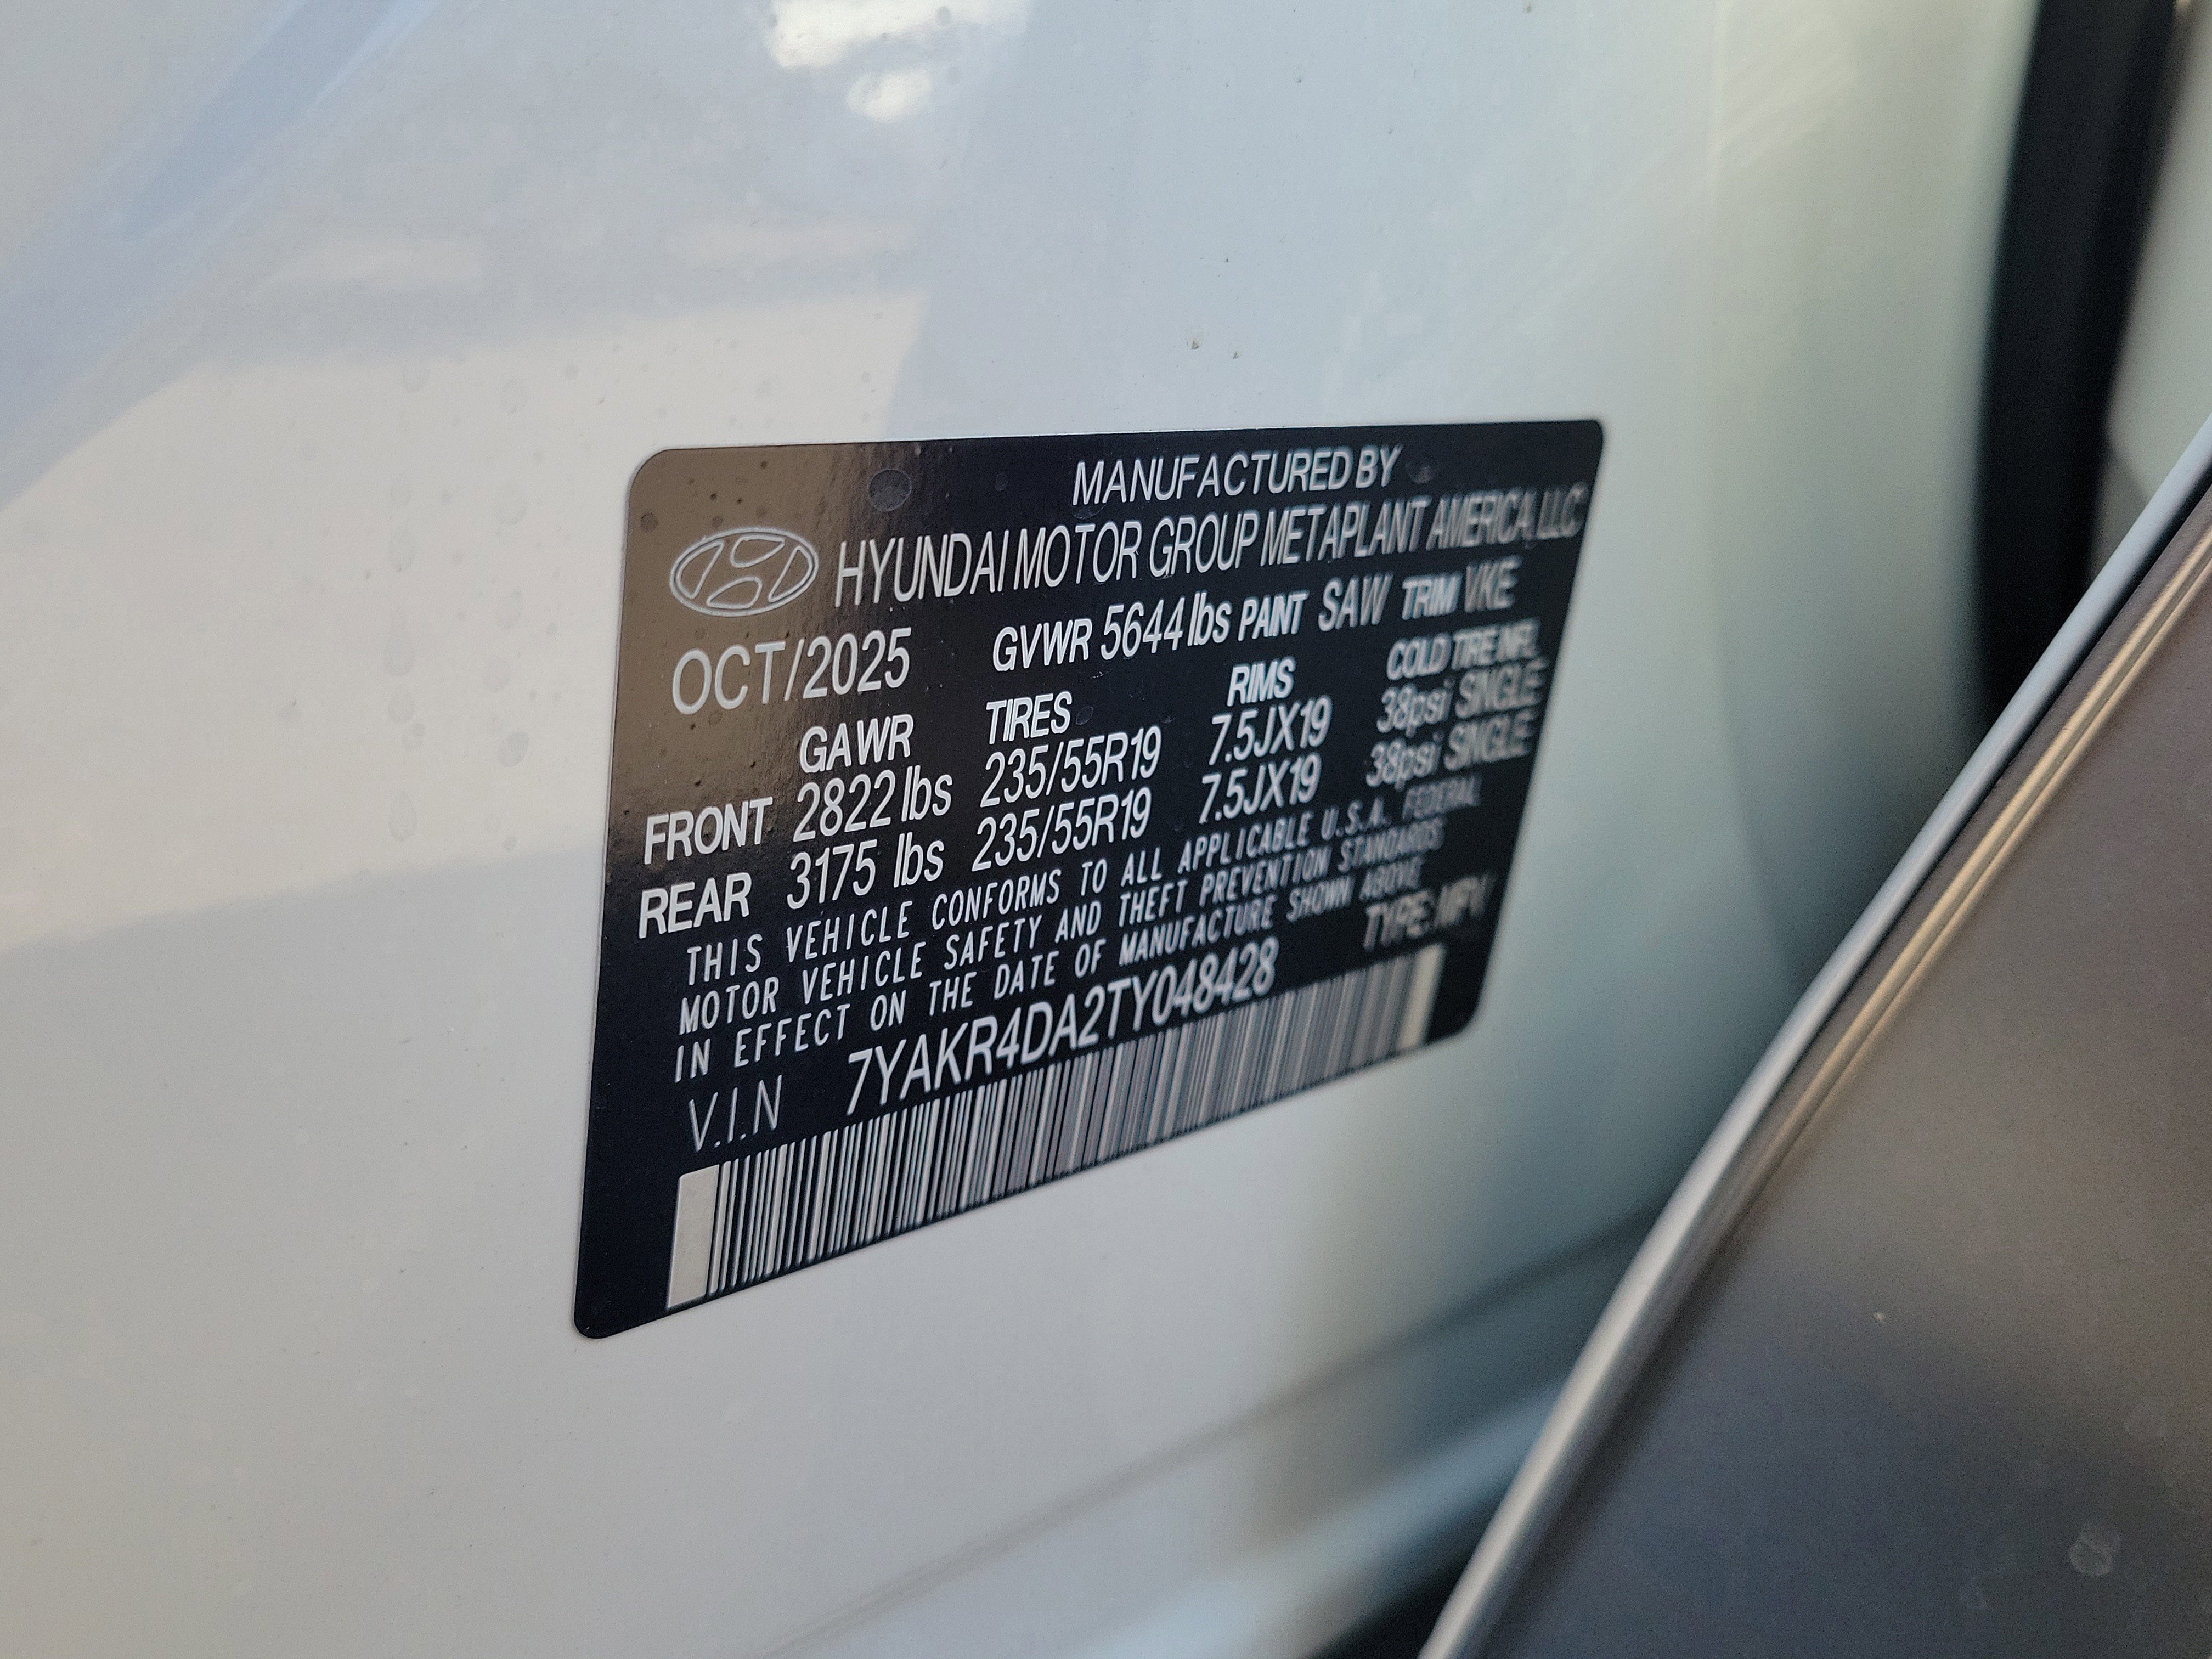 MANUFACTURED BY
HYUNDAI MOTOR GROUP METAPLANT AMERICA, LLC
OCT/2025 GVWR 5644 lbs PAINT SAW TRIM VKE
GAWR TIRES RIMS COLD TIRE INFL.
FRONT 2822 lbs 235/55R19 7.5JX19 38psi SINGLE
REAR 3175 lbs 235/55R19 7.5JX19 38psi SINGLE
THIS VEHICLE CONFORMS TO ALL APPLICABLE U.S.A. FEDERAL
MOTOR VEHICLE SAFETY AND THEFT PREVENTION STANDARDS
IN EFFECT ON THE DATE OF MANUFACTURE SHOWN ABOVE
V.I.N 7YAKR4DA2TY048428 TYPE: MPV